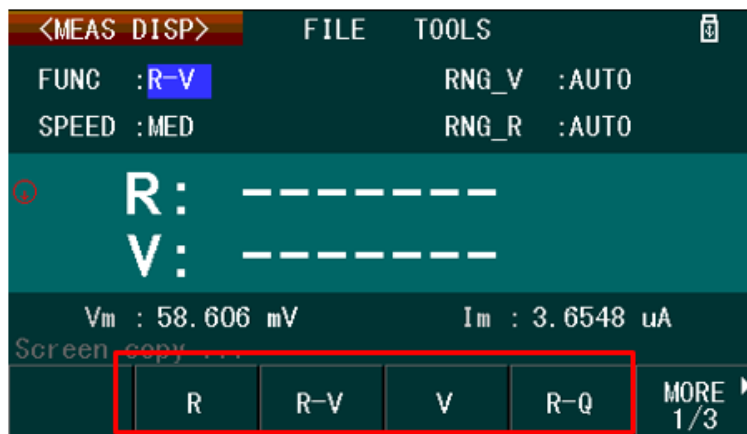 <MEAS DISP> FILE TOOLS
FUNC :R-V RNG_V :AUTO
SPEED :MED RNG_R :AUTO
R: -------
V: -------
Vm : 58.606 mV Im : 3.6548 uA
Screen copy ...
R R-V V R-Q MORE
1/3